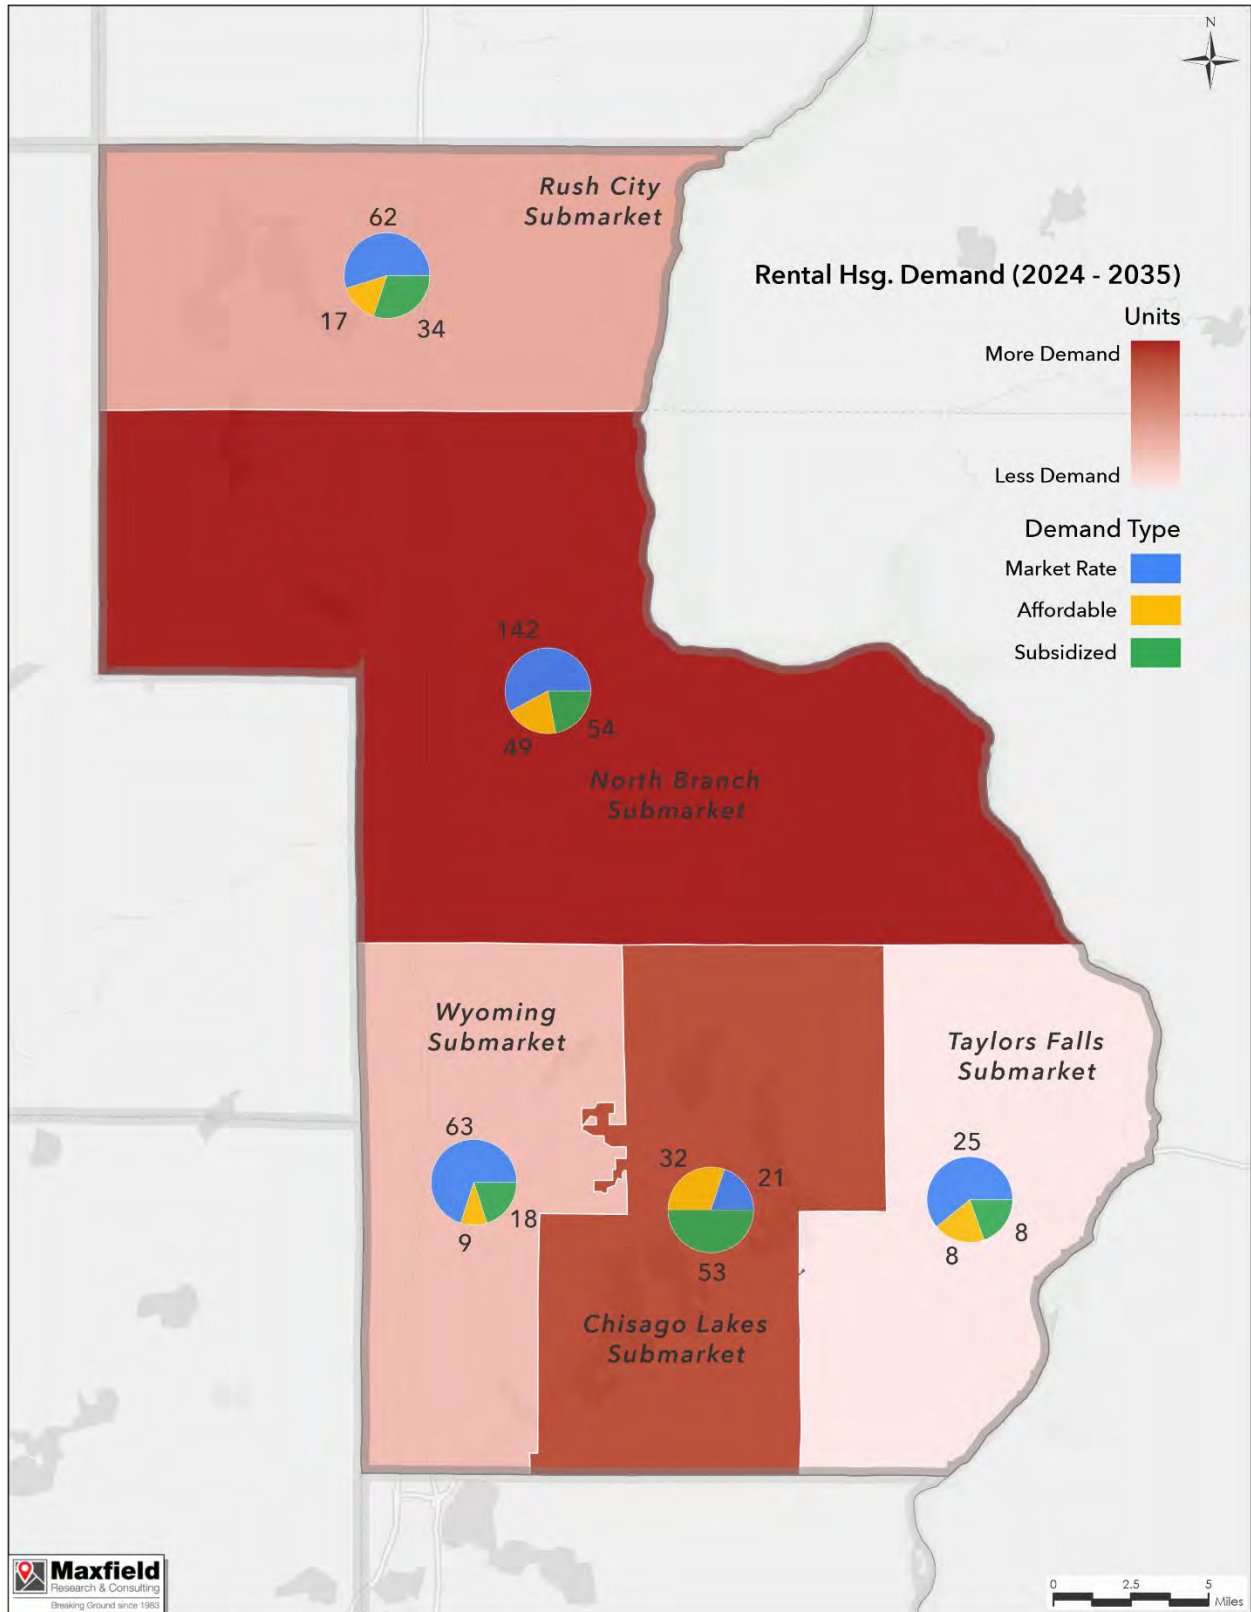 N
Rush City
Submarket
62
17
34
Rental Hsg. Demand (2024 - 2035)
Units
More Demand
Less Demand
Demand Type
Market Rate
Affordable
Subsidized
142
49
54
North Branch
Submarket
Wyoming
Submarket
63
9
18
Taylors Falls
Submarket
25
8
8
32
21
53
Chisago Lakes
Submarket
Maxfield
Research & Consulting
Breaking Ground since 1983
0 2.5 5
Miles